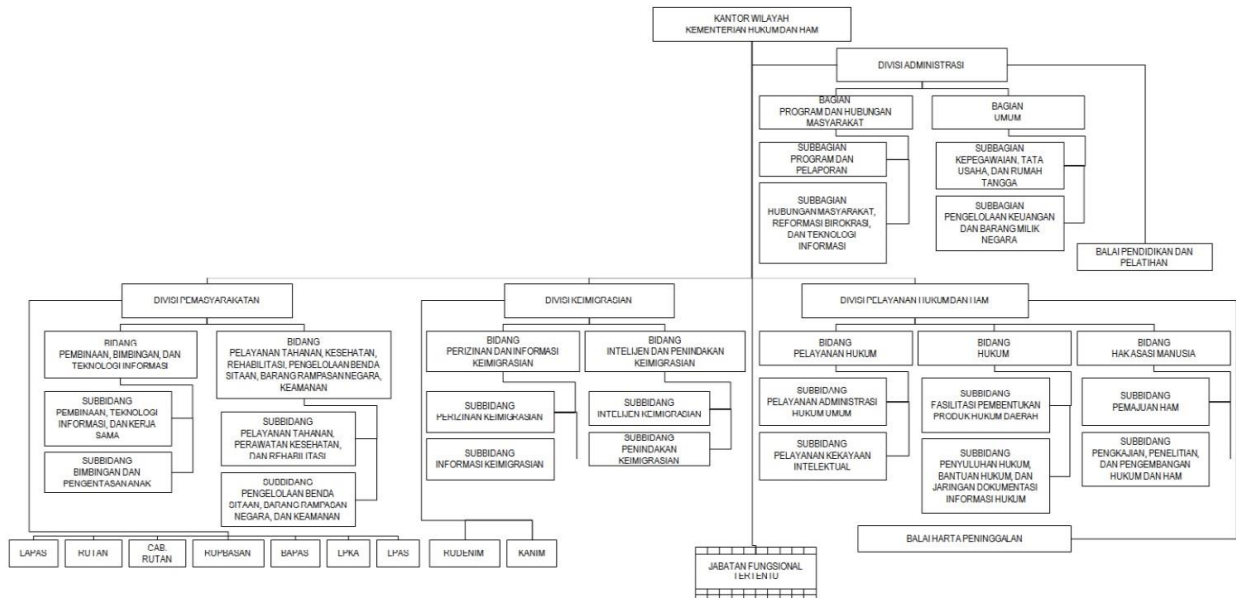 KANTOR WILAYAH
KEMENTERIAN HUKUM DAN HAM
DIVISI ADMINISTRASI
BAGIAN
PROGRAM DAN HUBUNGAN
MASYARAKAT
BAGIAN
UMUM
SUBBAGIAN
PROGRAM DAN
PELAPORAN
SUBBAGIAN
KEPEGAWAIAN, TATA
USAHA, DAN RUMAH
TANGGA
SUBBAGIAN
HUBUNGAN MASYARAKAT,
REFORMASI BIROKRASI,
DAN TEKNOLOGI
INFORMASI
SUBBAGIAN
PENGELOLAAN KEUANGAN
DAN BARANG MILIK
NEGARA
BALAI PENDIDIKAN DAN
PELATIHAN
DIVISI PEMASYARAKATAN
DIVISI KEIMIGRASIAN
DIVISI PELAYANAN HUKUM DAN HAM
BIDANG
PEMBINAAN, BIMBINGAN, DAN
TEKNOLOGI INFORMASI
BIDANG
PELAYANAN TAHANAN, KESEHATAN,
REHABILITASI, PENGELOLAAN BENDA
SITAAN, BARANG RAMPASAN NEGARA,
KEAMANAN
BIDANG
PERIZINAN DAN INFORMASI
KEIMIGRASIAN
BIDANG
INTELIJEN DAN PENINDAKAN
KEIMIGRASIAN
BIDANG
PELAYANAN HUKUM
BIDANG
HUKUM
BIDANG
HAK ASASI MANUSIA
SUBBIDANG
PEMBINAAN, TEKNOLOGI
INFORMASI, DAN KERJA
SAMA
SUBBIDANG
PELAYANAN TAHANAN,
PERAWATAN KESEHATAN,
DAN REHABILITASI
SUBBIDANG
PERIZINAN KEIMIGRASIAN
SUBBIDANG
INTELIJEN KEIMIGRASIAN
SUBBIDANG
PELAYANAN ADMINISTRASI
HUKUM UMUM
SUBBIDANG
FASILITASI PEMBENTUKAN
PRODUK HUKUM DAERAH
SUBBIDANG
PEMAJUAN HAM
SUBBIDANG
BIMBINGAN DAN
PENGENTASAN ANAK
SUBBIDANG
PENGELOLAAN BENDA
SITAAN, BARANG RAMPASAN
NEGARA, DAN KEAMANAN
SUBBIDANG
INFORMASI KEIMIGRASIAN
SUBBIDANG
PENINDAKAN
KEIMIGRASIAN
SUBBIDANG
PELAYANAN KEKAYAAN
INTELEKTUAL
SUBBIDANG
PENYULUHAN HUKUM,
BANTUAN HUKUM, DAN
JARINGAN DOKUMENTASI
INFORMASI HUKUM
SUBBIDANG
PENGKAJIAN, PENELITIAN,
DAN PENGEMBANGAN
HUKUM DAN HAM
BALAI HARTA PENINGGALAN
LAPAS
RUTAN
CAB.
RUTAN
RUPBASAN
BAPAS
LPKA
LPAS
RUDENIM
KANIM
JABATAN FUNGSIONAL
TERTENTU